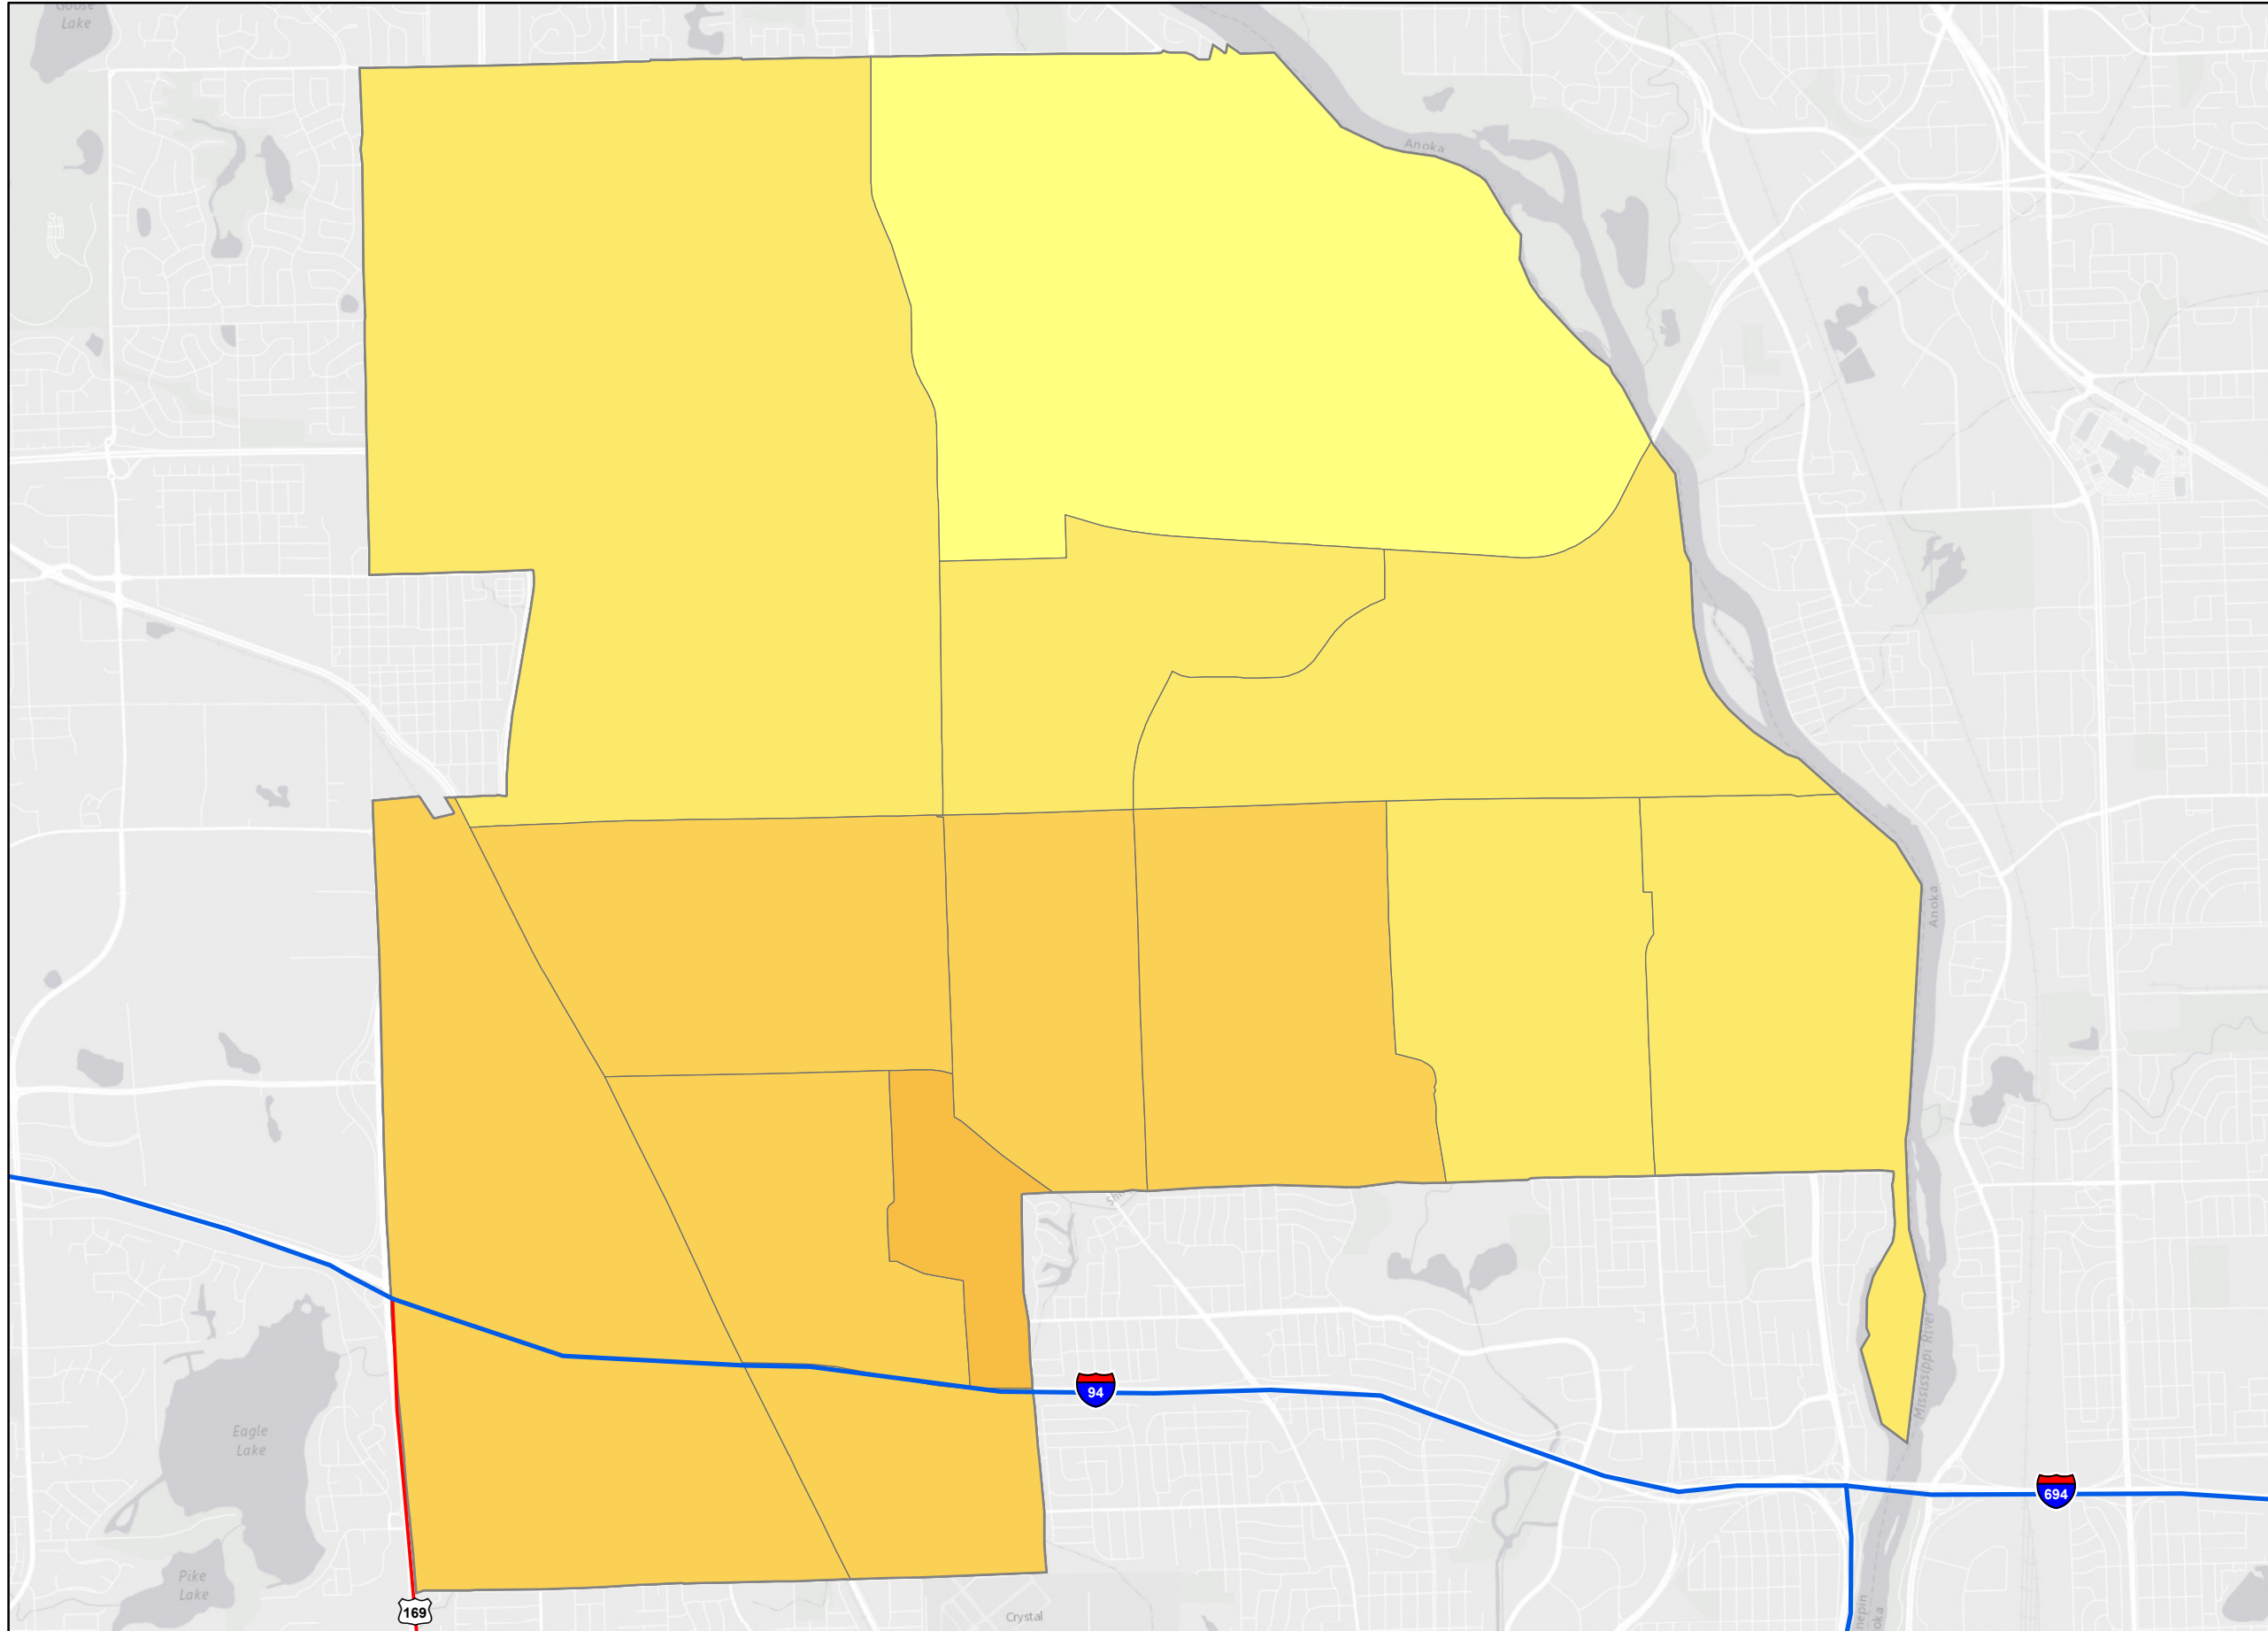 Goose
Lake
Anoka
Anoka
94
Mississippi River
Eagle
Lake
694
Pike
Lake
169
Crystal